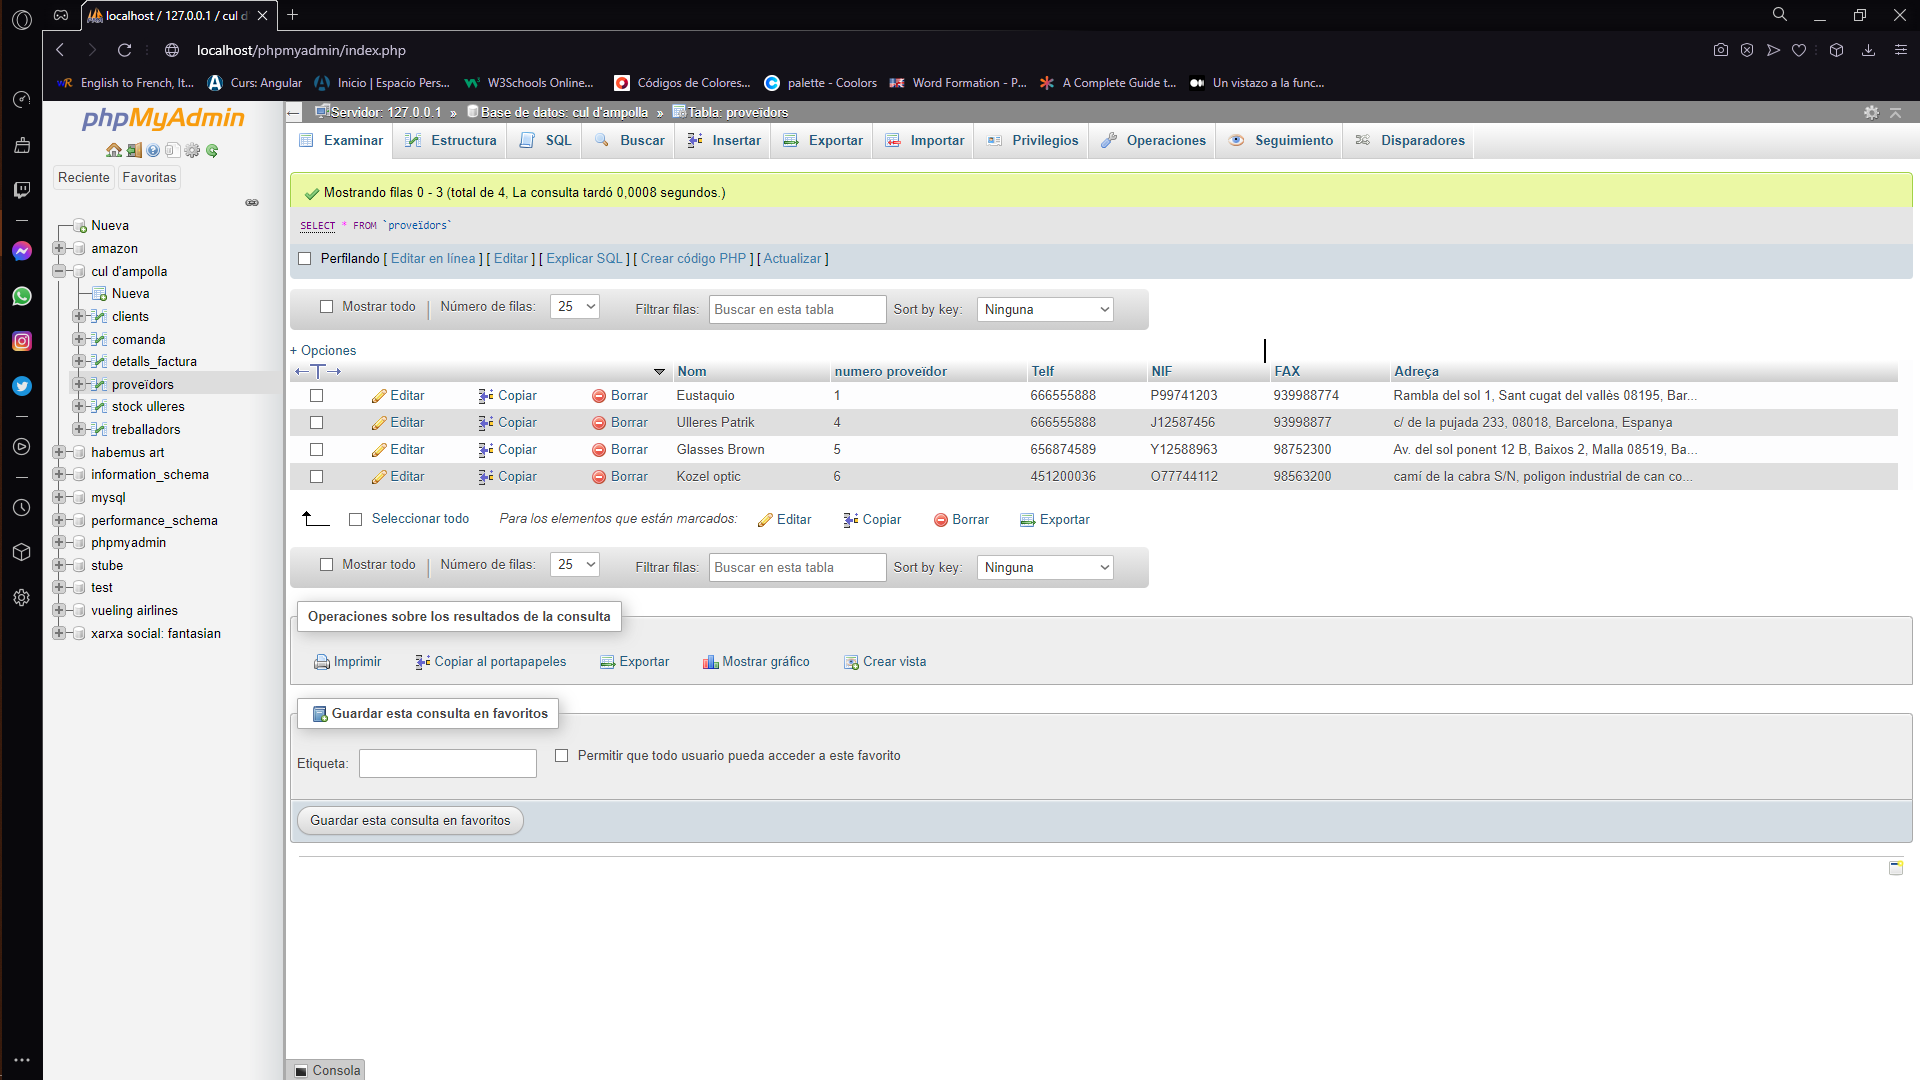 localhost / 127.0.0.1 / cul d
localhost/phpmyadmin/index.php
English to French, It...
Curs: Angular
Inicio | Espacio Pers...
W3Schools Online...
Códigos de Colores...
palette - Coolors
Word Formation - P...
A Complete Guide t...
Un vistazo a la func...
phpMyAdmin
Reciente
Favoritas
Nueva
amazon
cul d'ampolla
Nueva
clients
comanda
detalls_factura
proveïdors
stock ulleres
treballadors
habemus art
information_schema
mysql
performance_schema
phpmyadmin
stube
test
vueling airlines
xarxa social: fantasian
Servidor: 127.0.0.1 » Base de datos: cul d'ampolla » Tabla: proveïdors
Examinar Estructura SQL Buscar Insertar Exportar Importar Privilegios Operaciones Seguimiento Disparadores
Mostrando filas 0 - 3 (total de 4, La consulta tardó 0,0008 segundos.)
SELECT * FROM `proveïdors`
Perfilando [ Editar en línea ] [ Editar ] [ Explicar SQL ] [ Crear código PHP ] [ Actualizar ]
Mostrar todo | Número de filas: 25 Filtrar filas: Buscar en esta tabla Sort by key: Ninguna
+ Opciones
←T→ Nom numero proveïdor Telf NIF FAX Adreça
Editar Copiar Borrar Eustaquio 1 666555888 P99741203 939988774 Rambla del sol 1, Sant cugat del vallès 08195, Bar...
Editar Copiar Borrar Ulleres Patrik 4 666555888 J12587456 93998877 c/ de la pujada 233, 08018, Barcelona, Espanya
Editar Copiar Borrar Glasses Brown 5 656874589 Y12588963 98752300 Av. del sol ponent 12 B, Baixos 2, Malla 08519, Ba...
Editar Copiar Borrar Kozel optic 6 451200036 O77744112 98563200 camí de la cabra S/N, poligon industrial de can co...
Seleccionar todo Para los elementos que están marcados: Editar Copiar Borrar Exportar
Mostrar todo | Número de filas: 25 Filtrar filas: Buscar en esta tabla Sort by key: Ninguna
Operaciones sobre los resultados de la consulta
Imprimir Copiar al portapapeles Exportar Mostrar gráfico Crear vista
Guardar esta consulta en favoritos
Etiqueta: Permitir que todo usuario pueda acceder a este favorito
Guardar esta consulta en favoritos
Consola